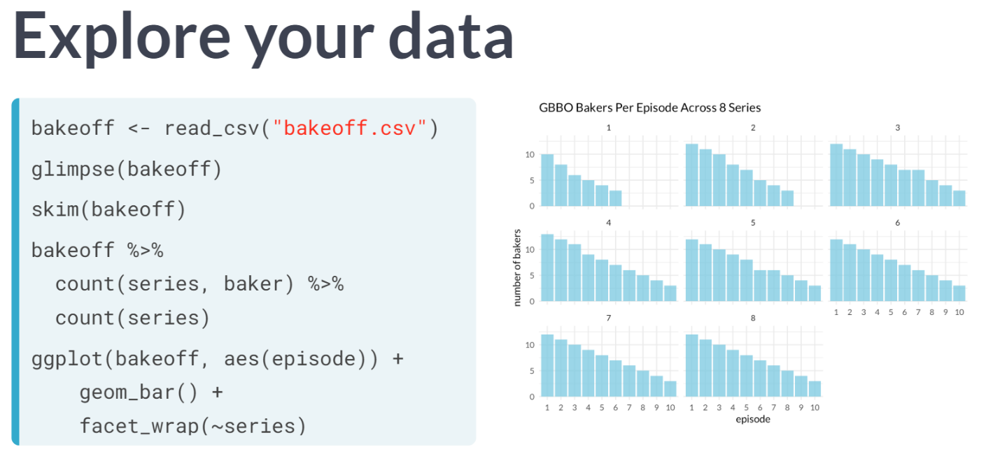 Explore your data
bakeoff <- read_csv("bakeoff.csv")
glimpse(bakeoff)
skim(bakeoff)
bakeoff %>%
  count(series, baker) %>%
  count(series)
ggplot(bakeoff, aes(episode)) +
    geom_bar() +
    facet_wrap(~series)
GBBO Bakers Per Episode Across 8 Series
1 2 3
10
5
0
4 5 6
10
5
0
1 2 3 4 5 6 7 8 9 10
7 8
10
5
0
1 2 3 4 5 6 7 8 9 10 1 2 3 4 5 6 7 8 9 10
number of bakers
episode